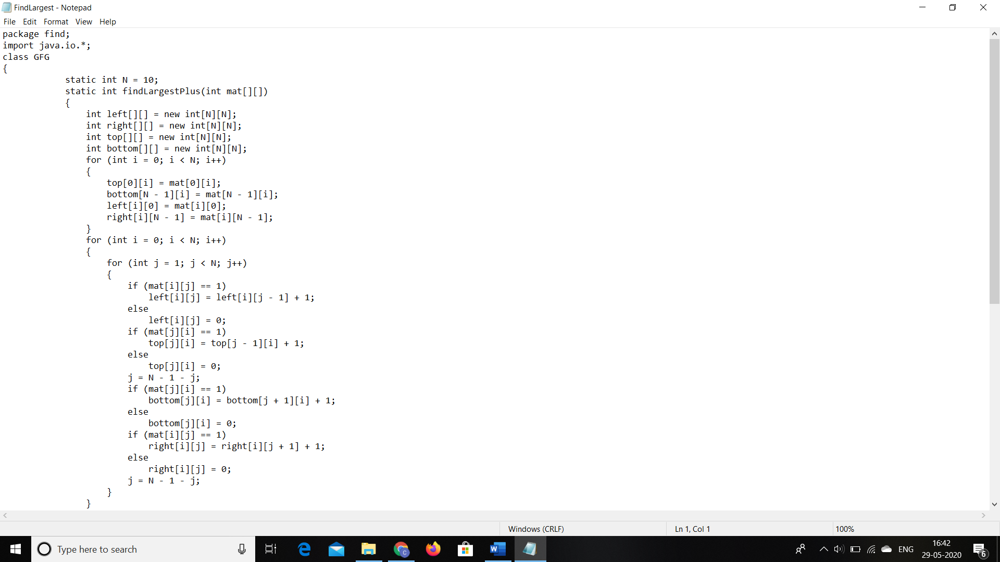 FindLargest - Notepad
File Edit Format View Help
package find;
import java.io.*;
class GFG
{
static int N = 10;
static int findLargestPlus(int mat[][])
{
int left[][] = new int[N][N];
int right[][] = new int[N][N];
int top[][] = new int[N][N];
int bottom[][] = new int[N][N];
for (int i = 0; i < N; i++)
{
top[0][i] = mat[0][i];
bottom[N - 1][i] = mat[N - 1][i];
left[i][0] = mat[i][0];
right[i][N - 1] = mat[i][N - 1];
}
for (int i = 0; i < N; i++)
{
for (int j = 1; j < N; j++)
{
if (mat[i][j] == 1)
left[i][j] = left[i][j - 1] + 1;
else
left[i][j] = 0;
if (mat[j][i] == 1)
top[j][i] = top[j - 1][i] + 1;
else
top[j][i] = 0;
j = N - 1 - j;
if (mat[j][i] == 1)
bottom[j][i] = bottom[j + 1][i] + 1;
else
bottom[j][i] = 0;
if (mat[i][j] == 1)
right[i][j] = right[i][j + 1] + 1;
else
right[i][j] = 0;
j = N - 1 - j;
}
}
Windows (CRLF) Ln 1, Col 1 100%
Type here to search
ENG
16:42
29-05-2020
6